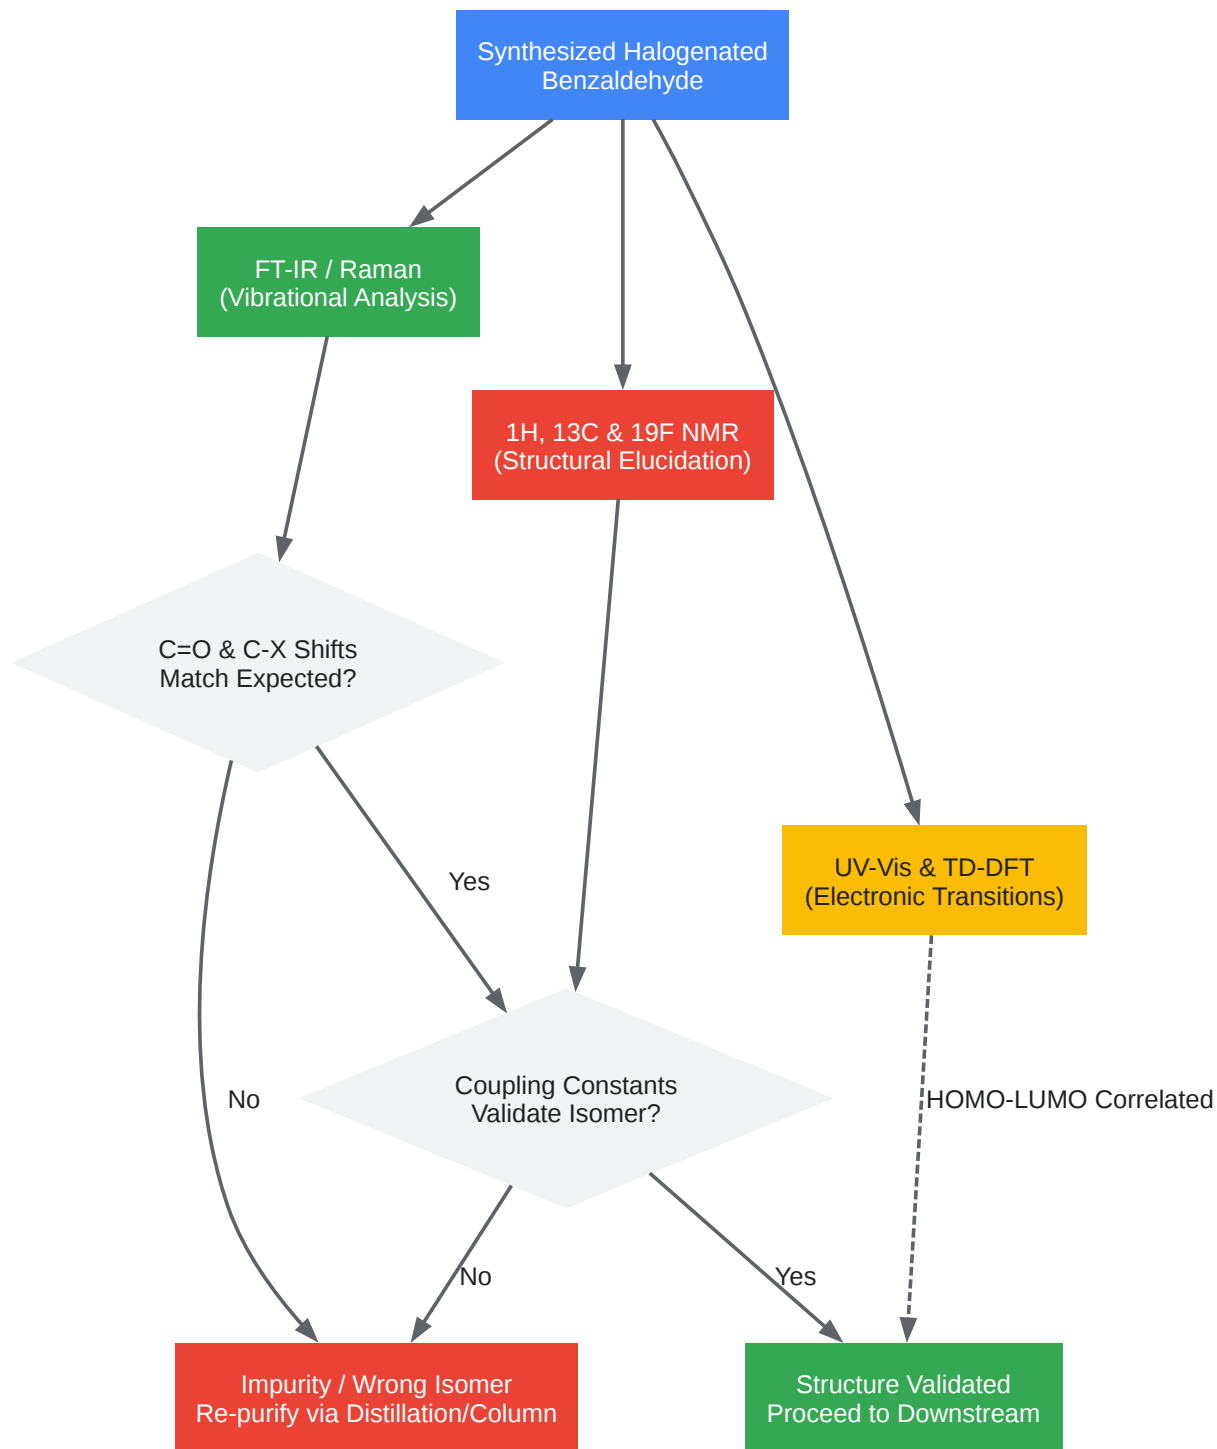 Synthesized Halogenated
Benzaldehyde
FT-IR / Raman
(Vibrational Analysis)
1H, 13C & 19F NMR
(Structural Elucidation)
C=O & C-X Shifts
Match Expected?
Yes
UV-Vis & TD-DFT
(Electronic Transitions)
No
Coupling Constants
Validate Isomer?
HOMO-LUMO Correlated
No
Yes
Impurity / Wrong Isomer
Re-purify via Distillation/Column
Structure Validated
Proceed to Downstream